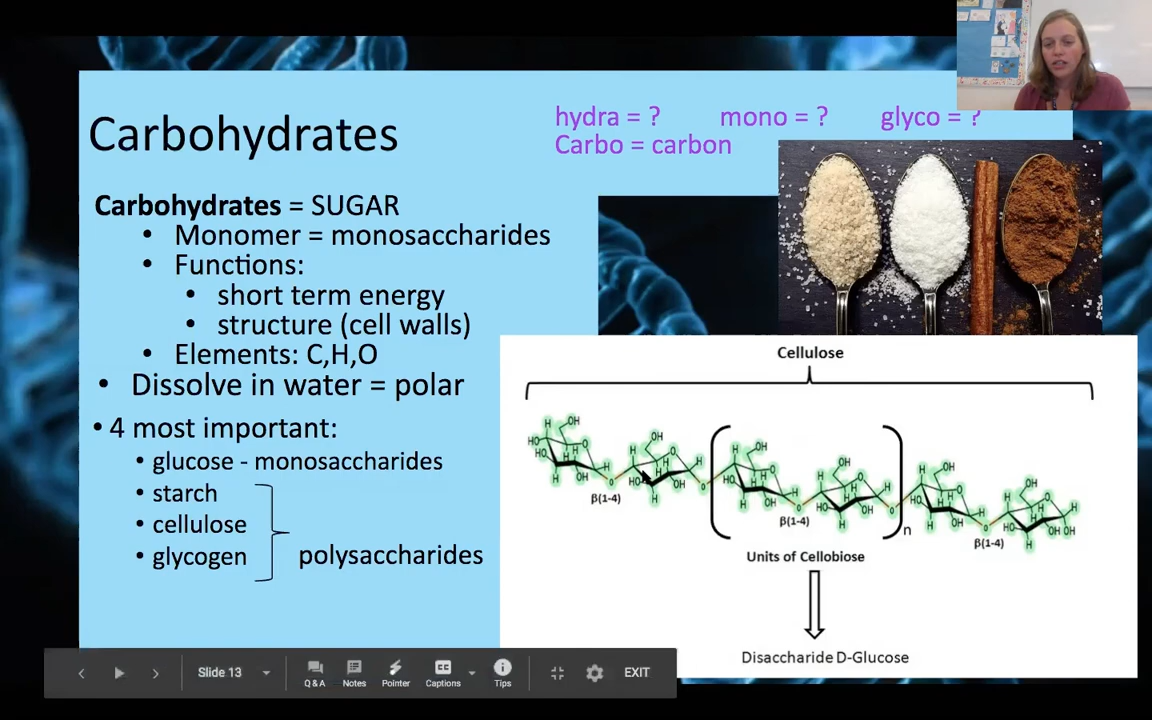 Carbohydrates
hydra = ? mono = ? glyco = ?
Carbo = carbon
Carbohydrates = SUGAR
• Monomer = monosaccharides
• Functions:
• short term energy
• structure (cell walls)
• Elements: C,H,O
• Dissolve in water = polar
• 4 most important:
• glucose - monosaccharides
• starch
• cellulose
• glycogen
polysaccharides
Cellulose
β(1-4)
β(1-4)
β(1-4)
n
Units of Cellobiose
Disaccharide D-Glucose
Slide 13
Q & A Notes Pointer Captions Tips
CC
EXIT